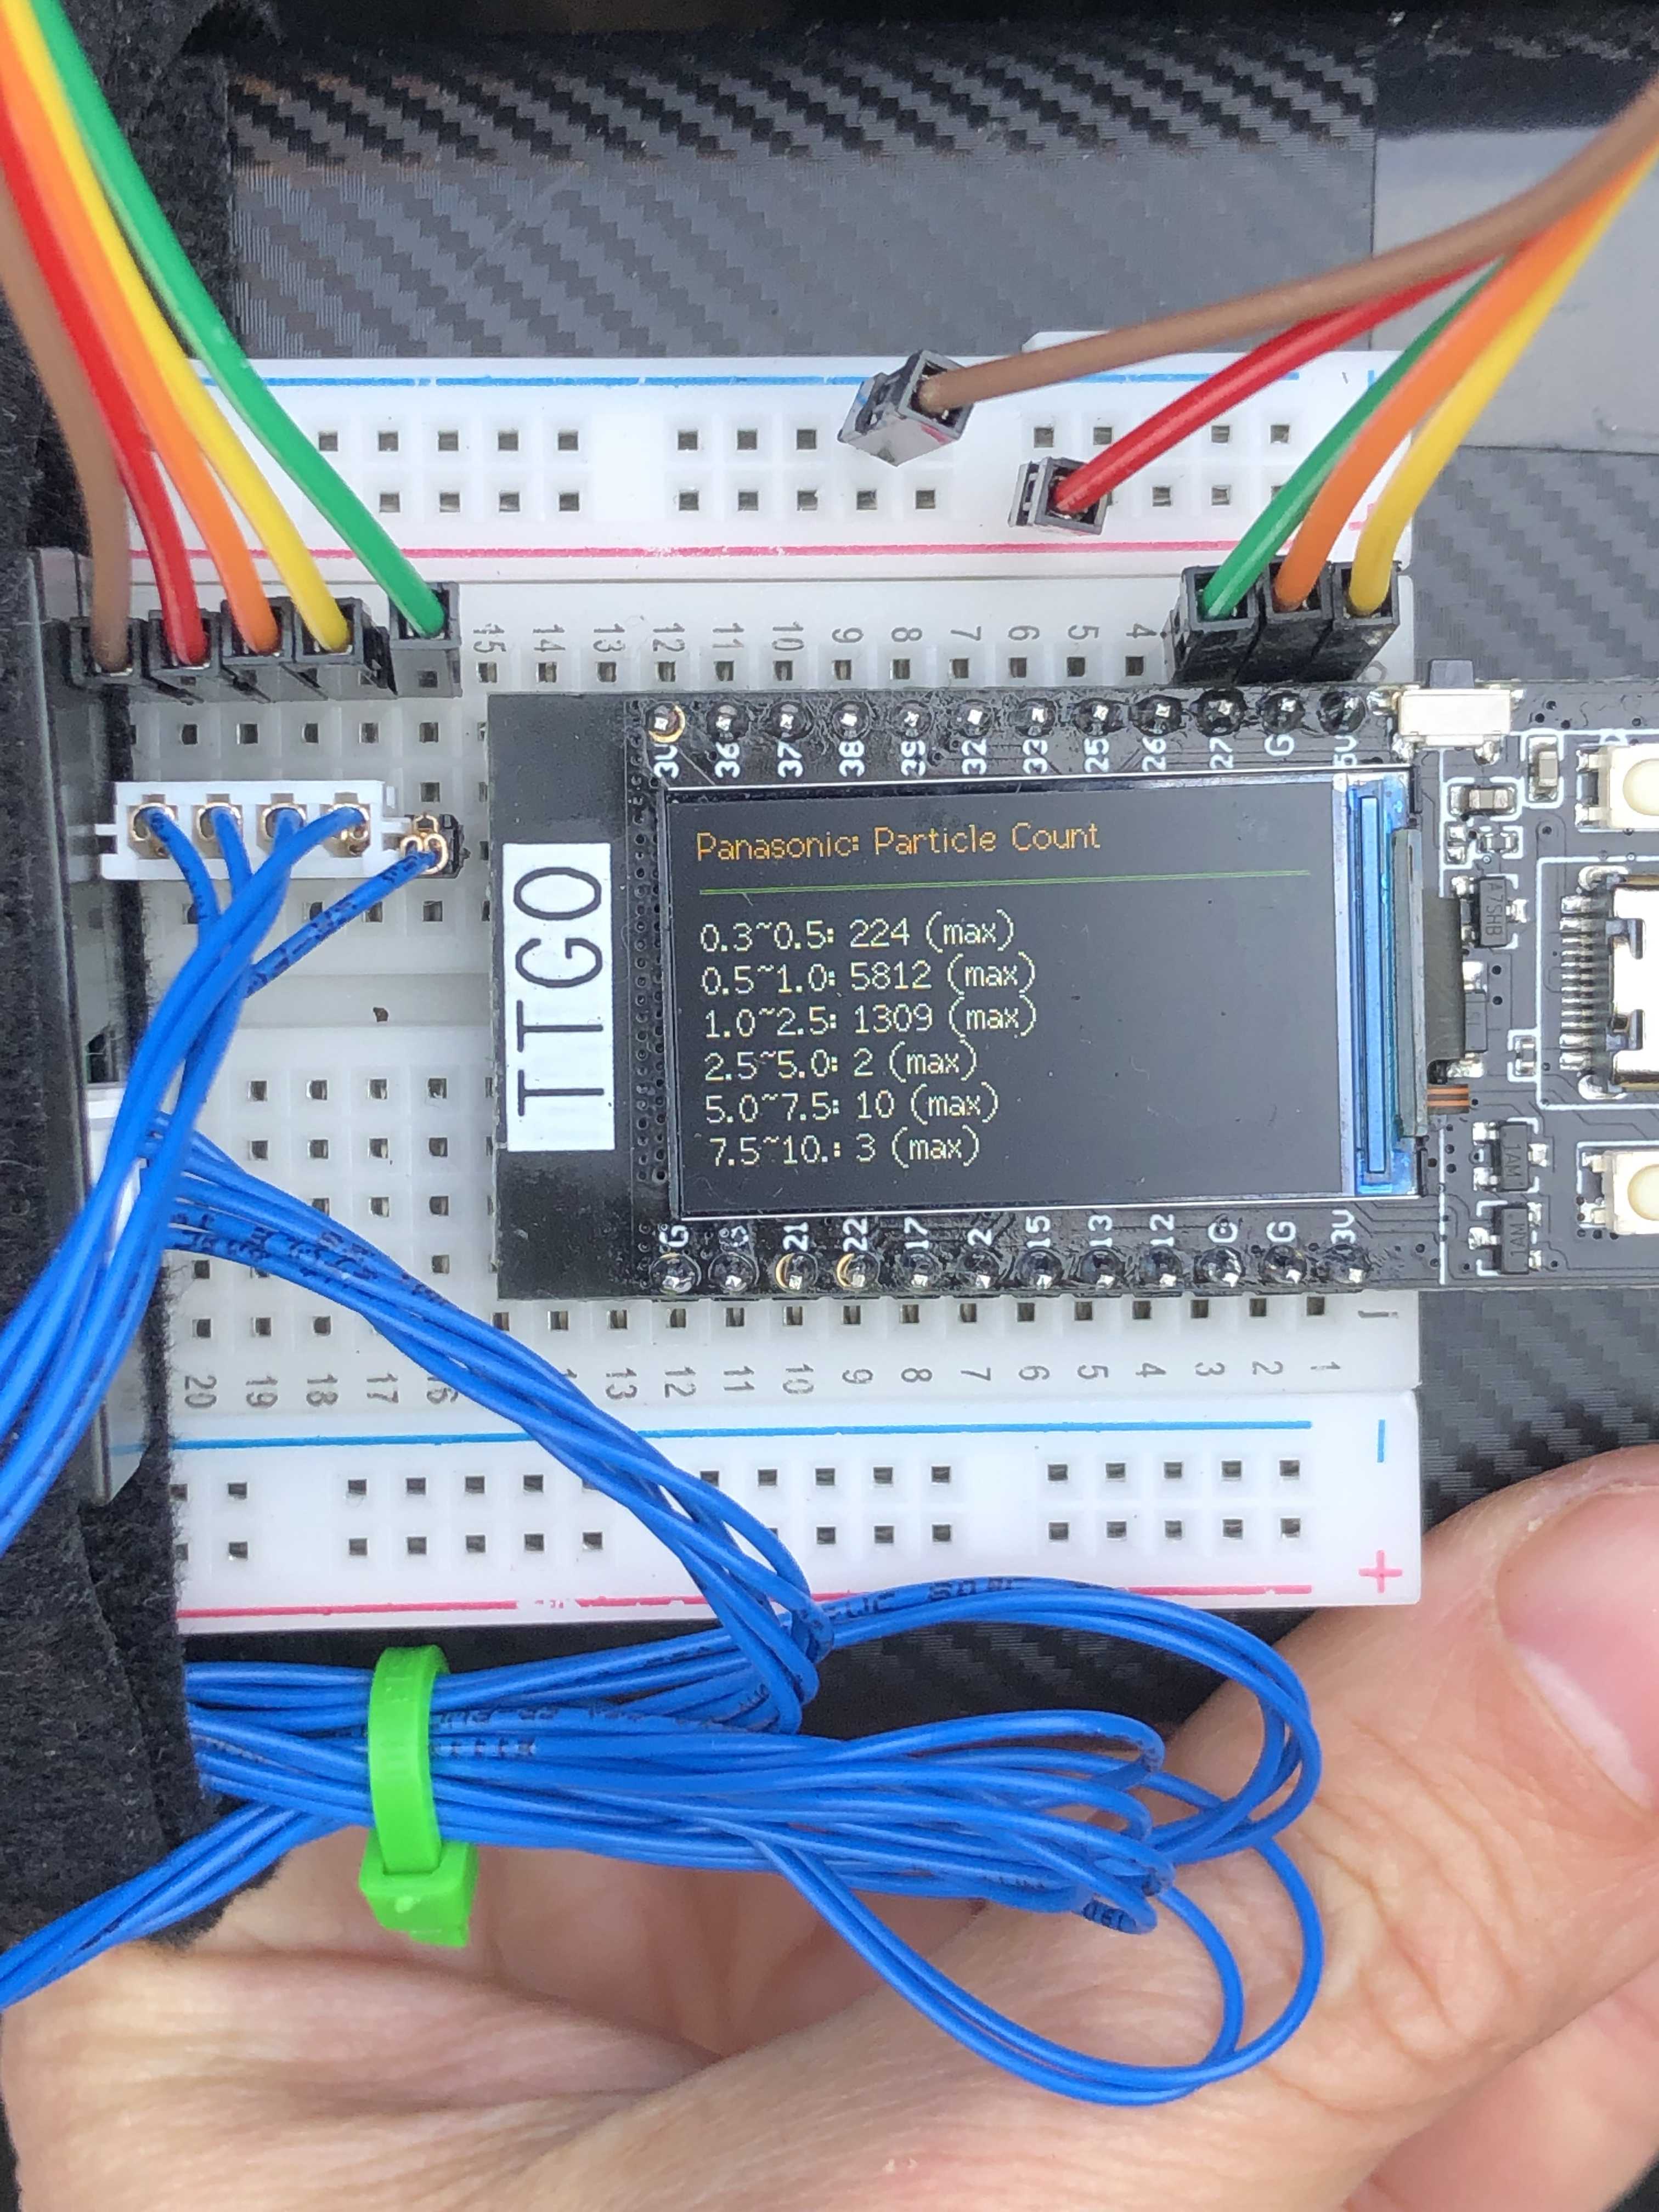 15 14 13 12 11 10 9 8 7 6 5 4
3V 36 37 38 39 32 33 25 26 27 G 5V
TTGO
Panasonic: Particle Count
0.3~0.5: 224 (max)
0.5~1.0: 5812 (max)
1.0~2.5: 1309 (max)
2.5~5.0: 2 (max)
5.0~7.5: 10 (max)
7.5~10.: 3 (max)
G G 21 22 17 2 15 13 12 G G 3V
j
20 19 18 17 16 13 12 11 10 9 8 7 6 5 4 3 2 1
-
+